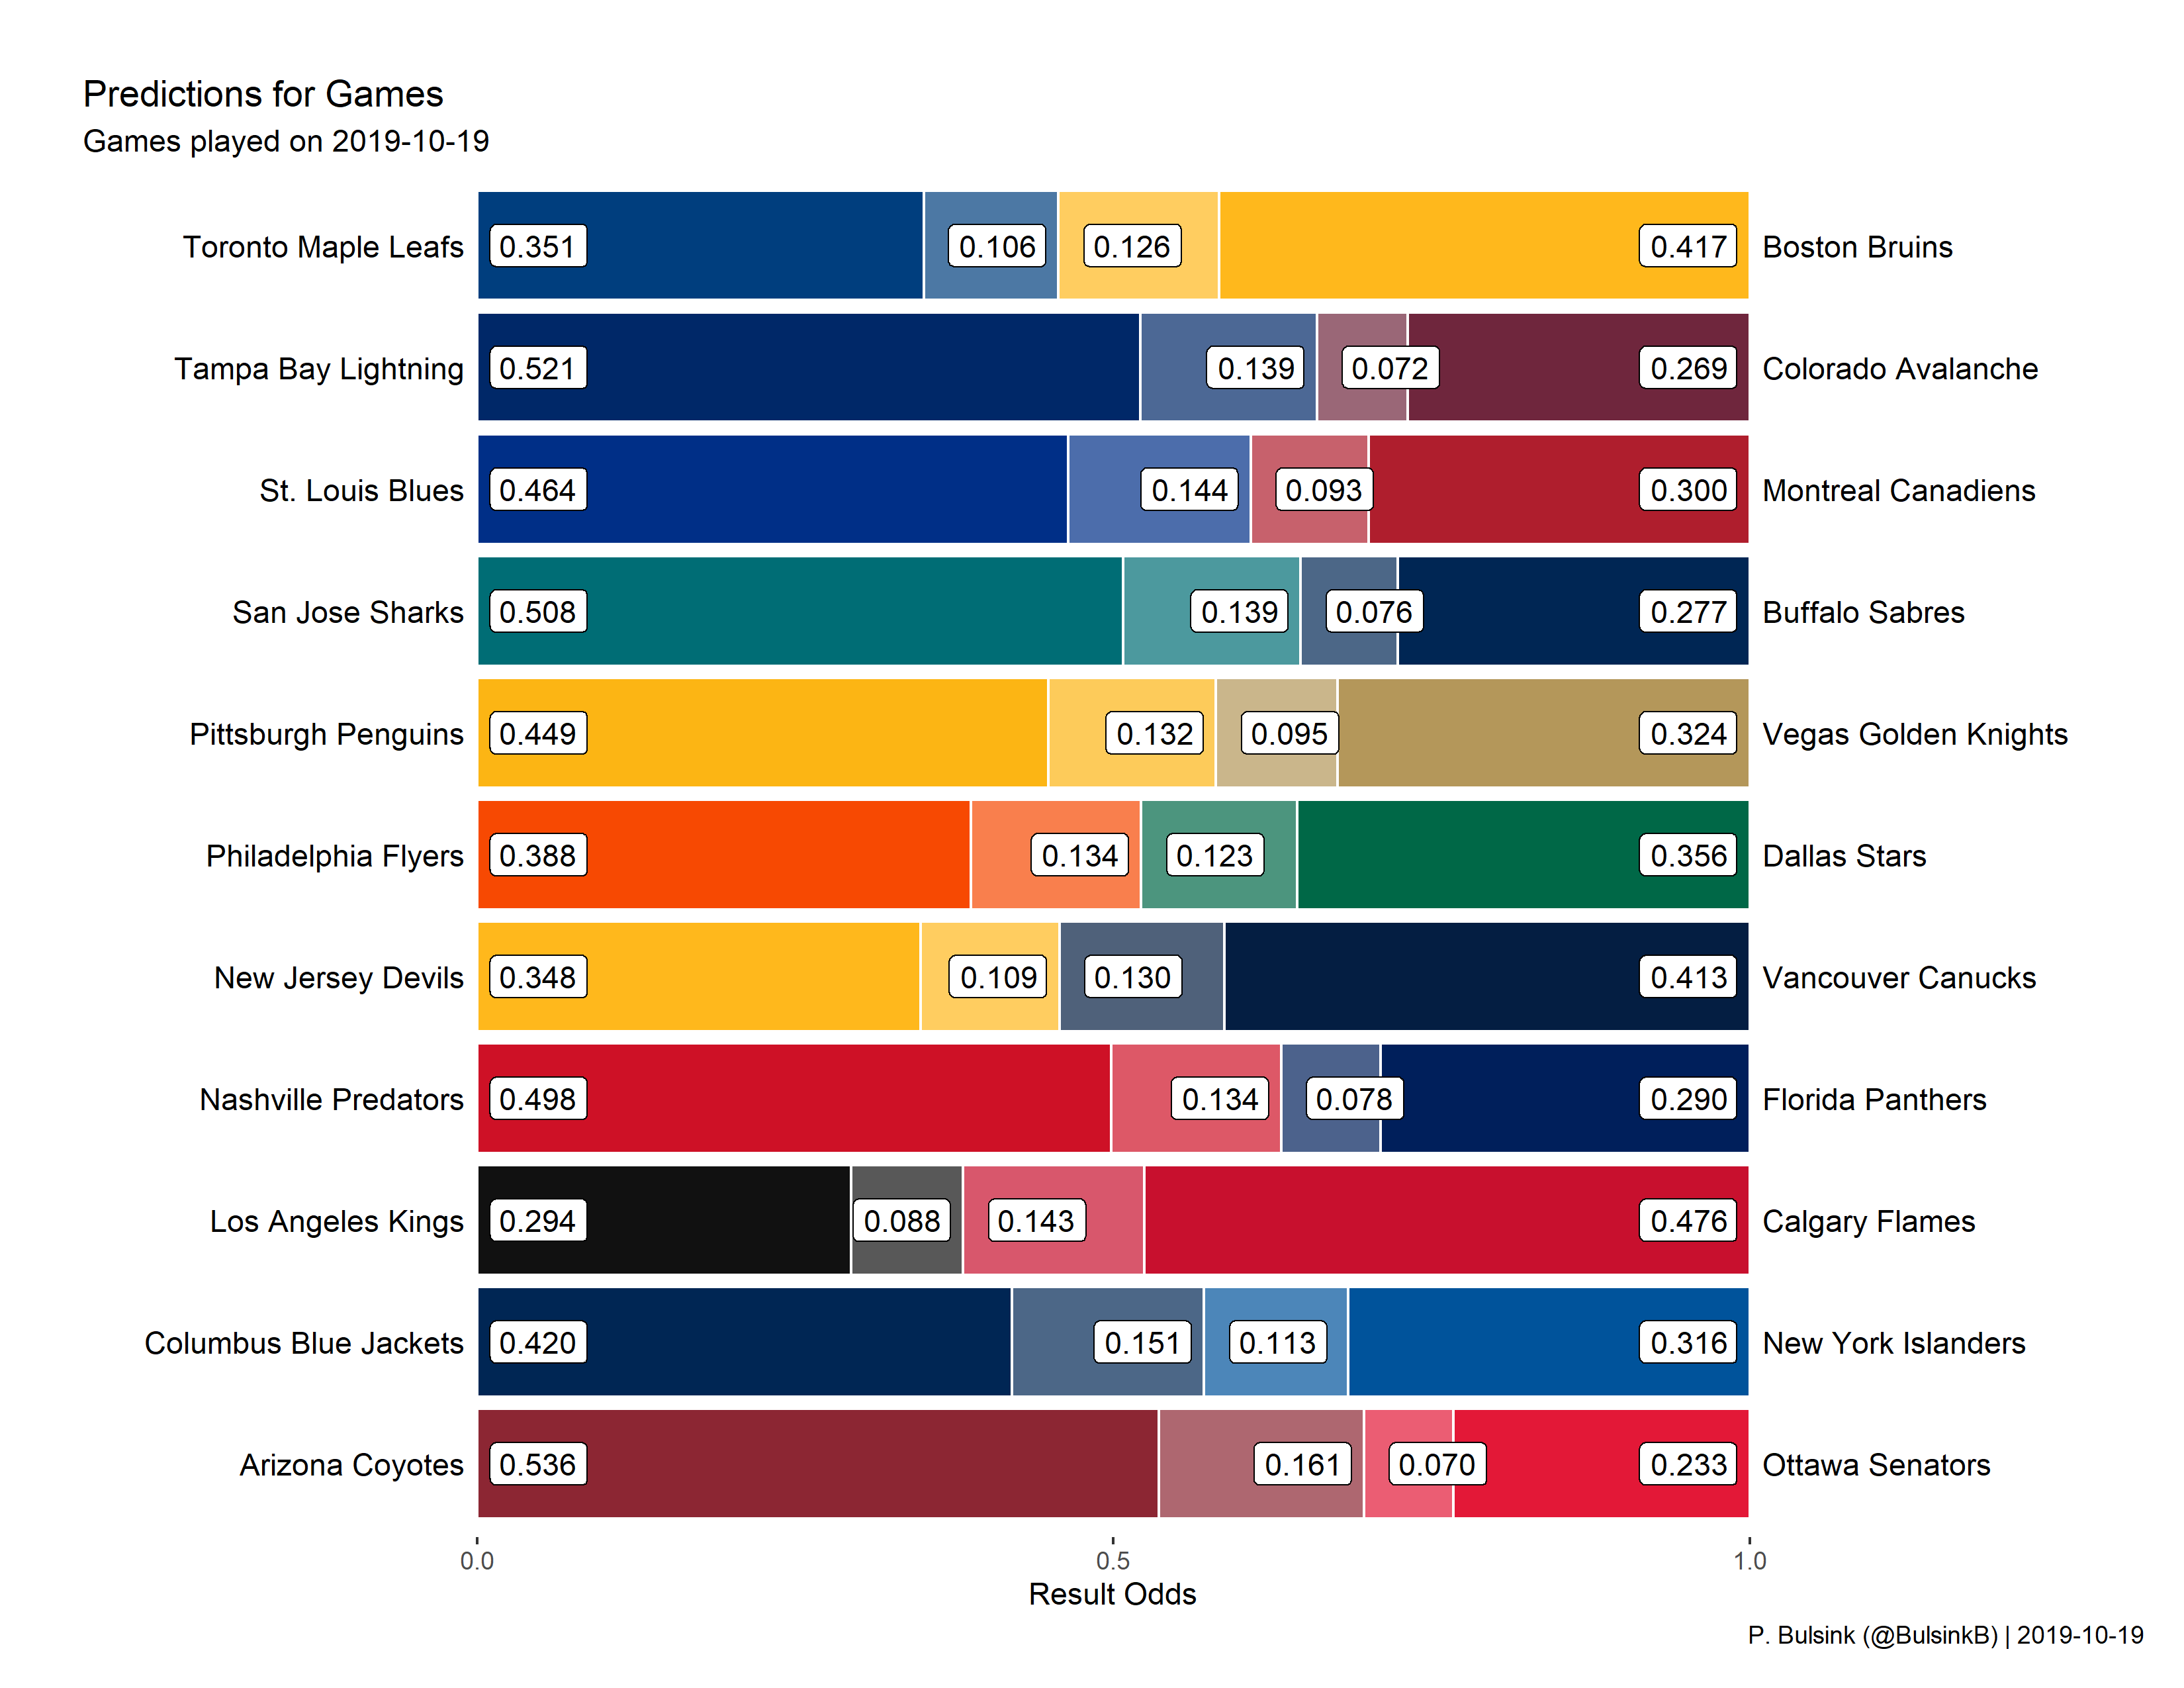 Predictions for Games
Games played on 2019-10-19
Toronto Maple Leafs 0.351 0.106 0.126 0.417 Boston Bruins
Tampa Bay Lightning 0.521 0.139 0.072 0.269 Colorado Avalanche
St. Louis Blues 0.464 0.144 0.093 0.300 Montreal Canadiens
San Jose Sharks 0.508 0.139 0.076 0.277 Buffalo Sabres
Pittsburgh Penguins 0.449 0.132 0.095 0.324 Vegas Golden Knights
Philadelphia Flyers 0.388 0.134 0.123 0.356 Dallas Stars
New Jersey Devils 0.348 0.109 0.130 0.413 Vancouver Canucks
Nashville Predators 0.498 0.134 0.078 0.290 Florida Panthers
Los Angeles Kings 0.294 0.088 0.143 0.476 Calgary Flames
Columbus Blue Jackets 0.420 0.151 0.113 0.316 New York Islanders
Arizona Coyotes 0.536 0.161 0.070 0.233 Ottawa Senators
0.0 0.5 1.0
Result Odds
P. Bulsink (@BulsinkB) | 2019-10-19